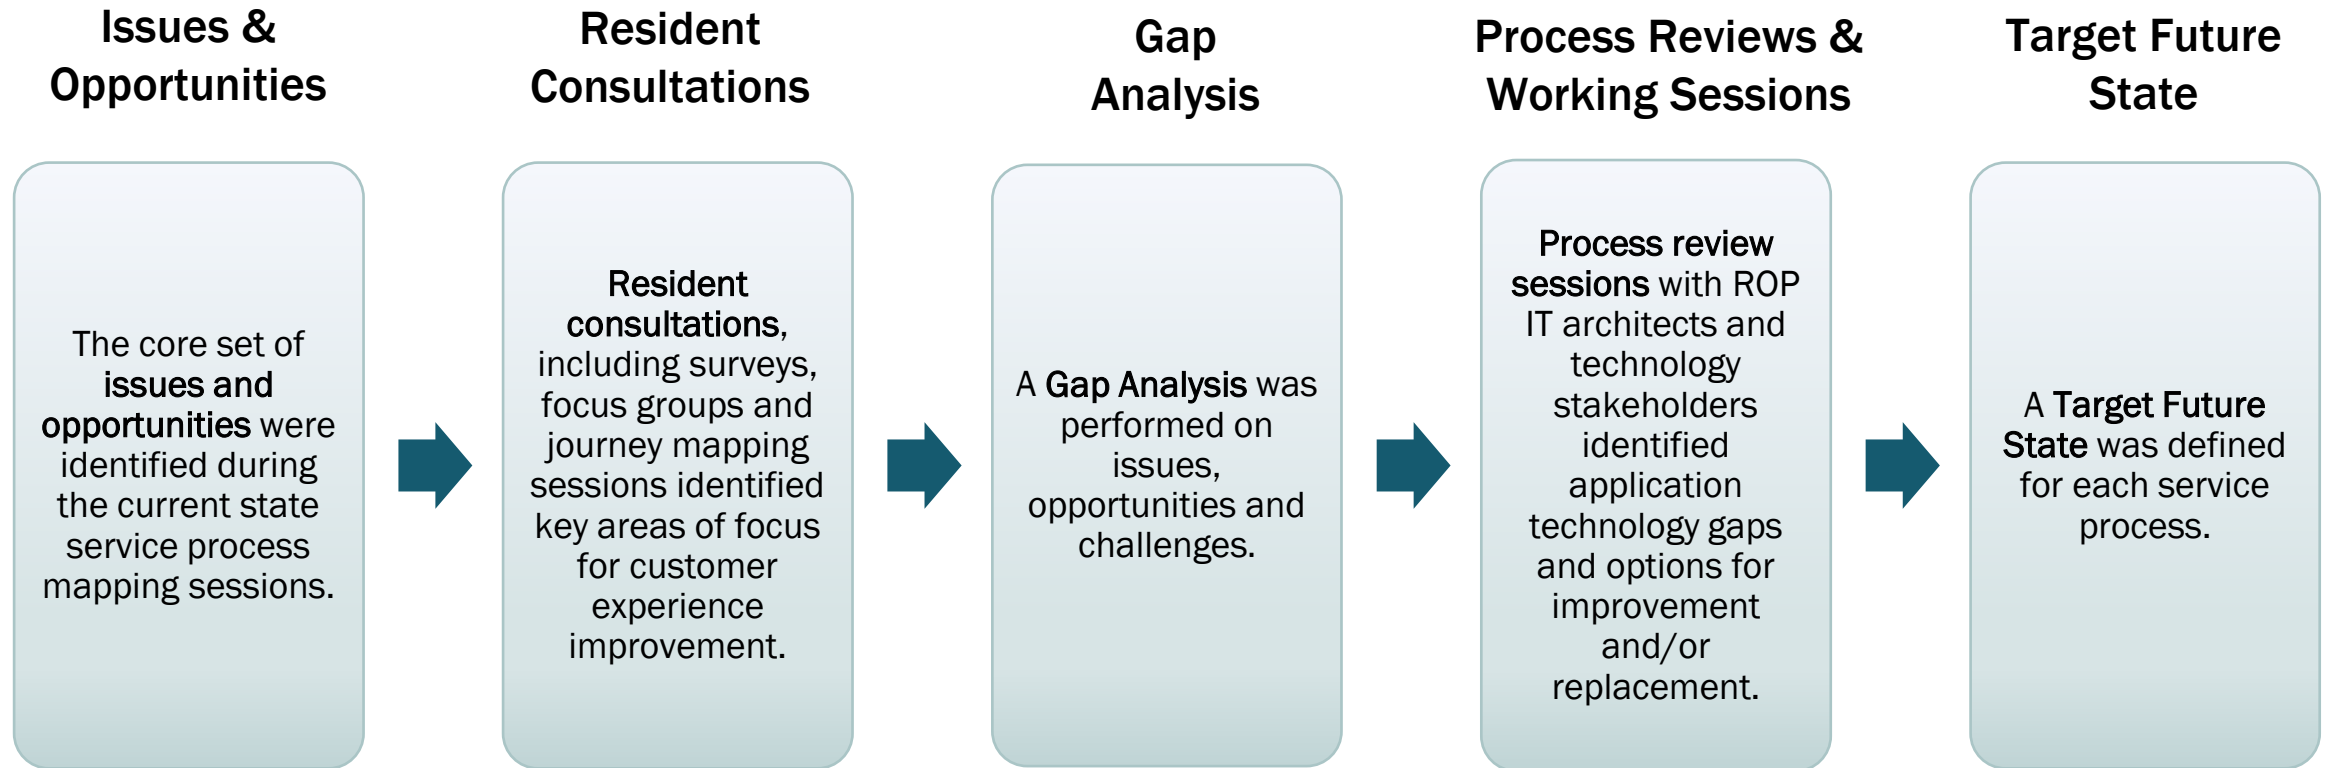 Issues &
Opportunities
Resident
Consultations
Gap
Analysis
Process Reviews &
Working Sessions
Target Future
State
The core set of
issues and
opportunities were
identified during
the current state
service process
mapping sessions.
Resident
consultations,
including surveys,
focus groups and
journey mapping
sessions identified
key areas of focus
for customer
experience
improvement.
A Gap Analysis was
performed on
issues,
opportunities and
challenges.
Process review
sessions with ROP
IT architects and
technology
stakeholders
identified
application
technology gaps
and options for
improvement
and/or
replacement.
A Target Future
State was defined
for each service
process.